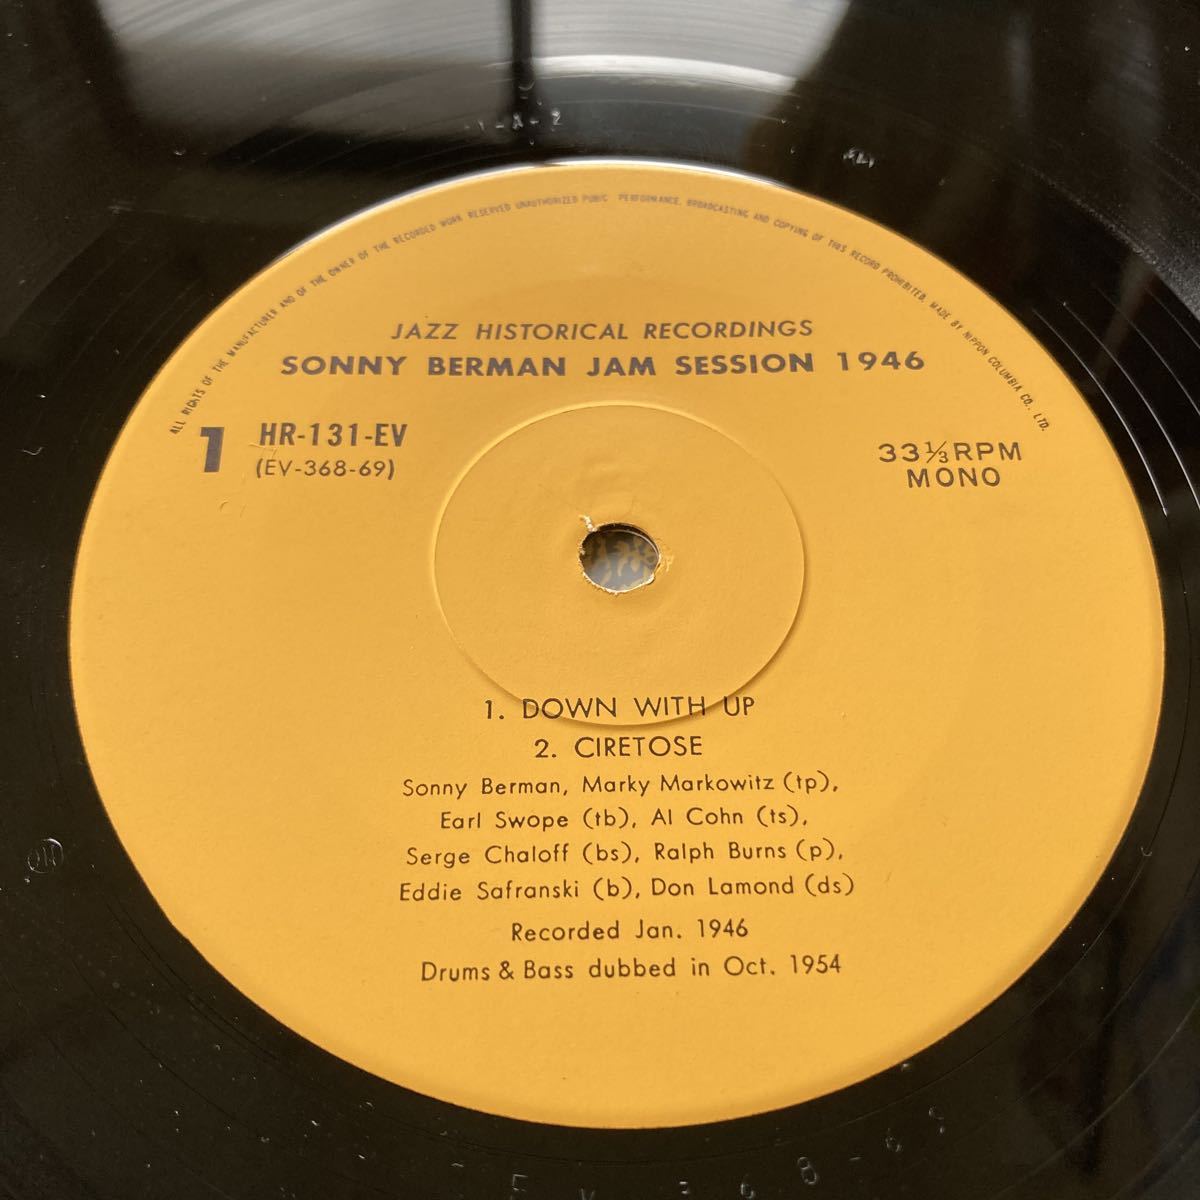 ALL RIGHTS OF THE MANUFACTURER AND OF THE OWNER OF THE RECORDED WORK RESERVED UNAUTHORIZED PUBIC PERFORMANCE, BROADCASTING AND COPYING OF THIS RECORD PROHIBITED. MADE BY NIPPON COLUMBIA CO., LTD.
JAZZ HISTORICAL RECORDINGS
SONNY BERMAN JAM SESSION 1946
1 HR-131-EV
(EV-368-69)
33⅓RPM
MONO
1. DOWN WITH UP
2. CIRETOSE
Sonny Berman, Marky Markowitz (tp),
Earl Swope (tb), Al Cohn (ts),
Serge Chaloff (bs), Ralph Burns (p),
Eddie Safranski (b), Don Lamond (ds)
Recorded Jan. 1946
Drums & Bass dubbed in Oct. 1954